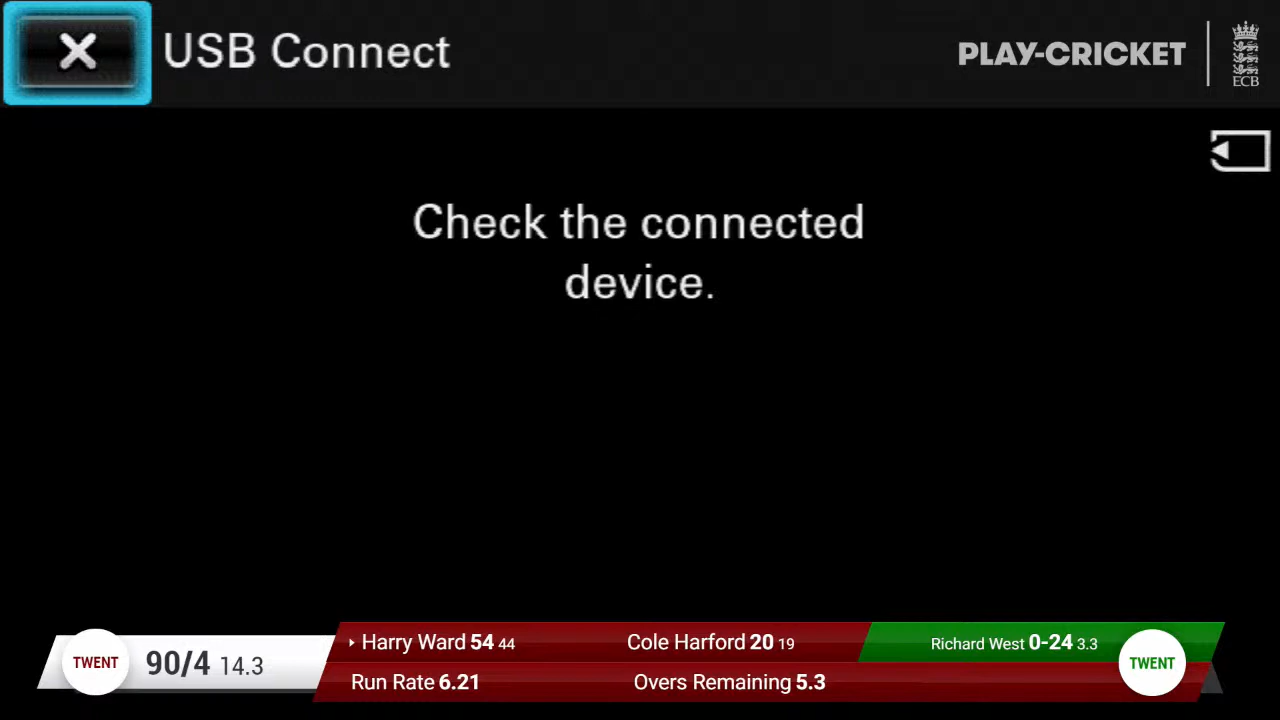 USB Connect
PLAY-CRICKET
ECB
Check the connected
device.
TWENT
90/4 14.3
Harry Ward 54 44
Cole Harford 20 19
Richard West 0-24 3.3
Run Rate 6.21
Overs Remaining 5.3
TWENT